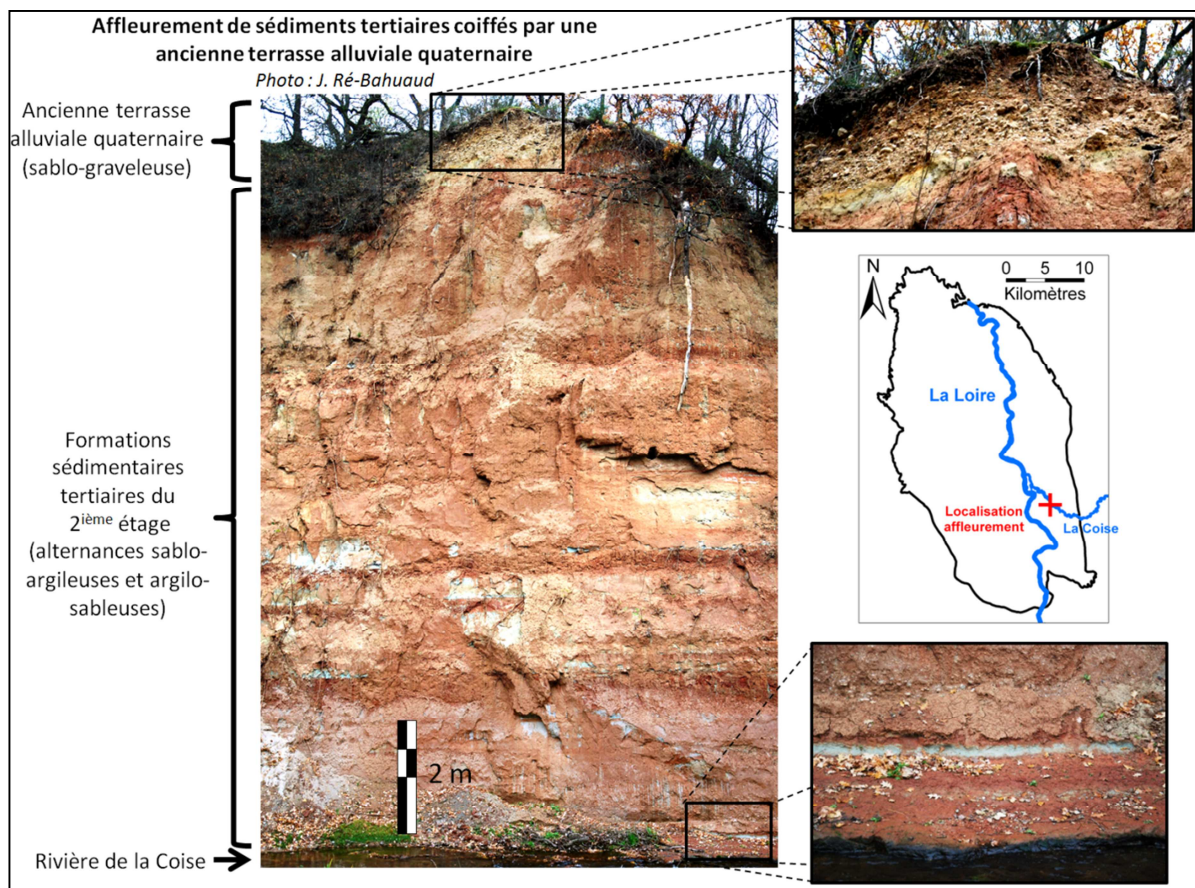 Affleurement de sédiments tertiaires coiffés par une
ancienne terrasse alluviale quaternaire
Photo : J. Ré-Bahuaud
Ancienne terrasse
alluviale quaternaire
(sablo-graveleuse)
Formations
sédimentaires
tertiaires du
2ième étage
(alternances sablo-
argileuses et argilo-
sableuses)
Rivière de la Coise
2 m
N
0 5 10
Kilomètres
La Loire
Localisation
affleurement
La Coise